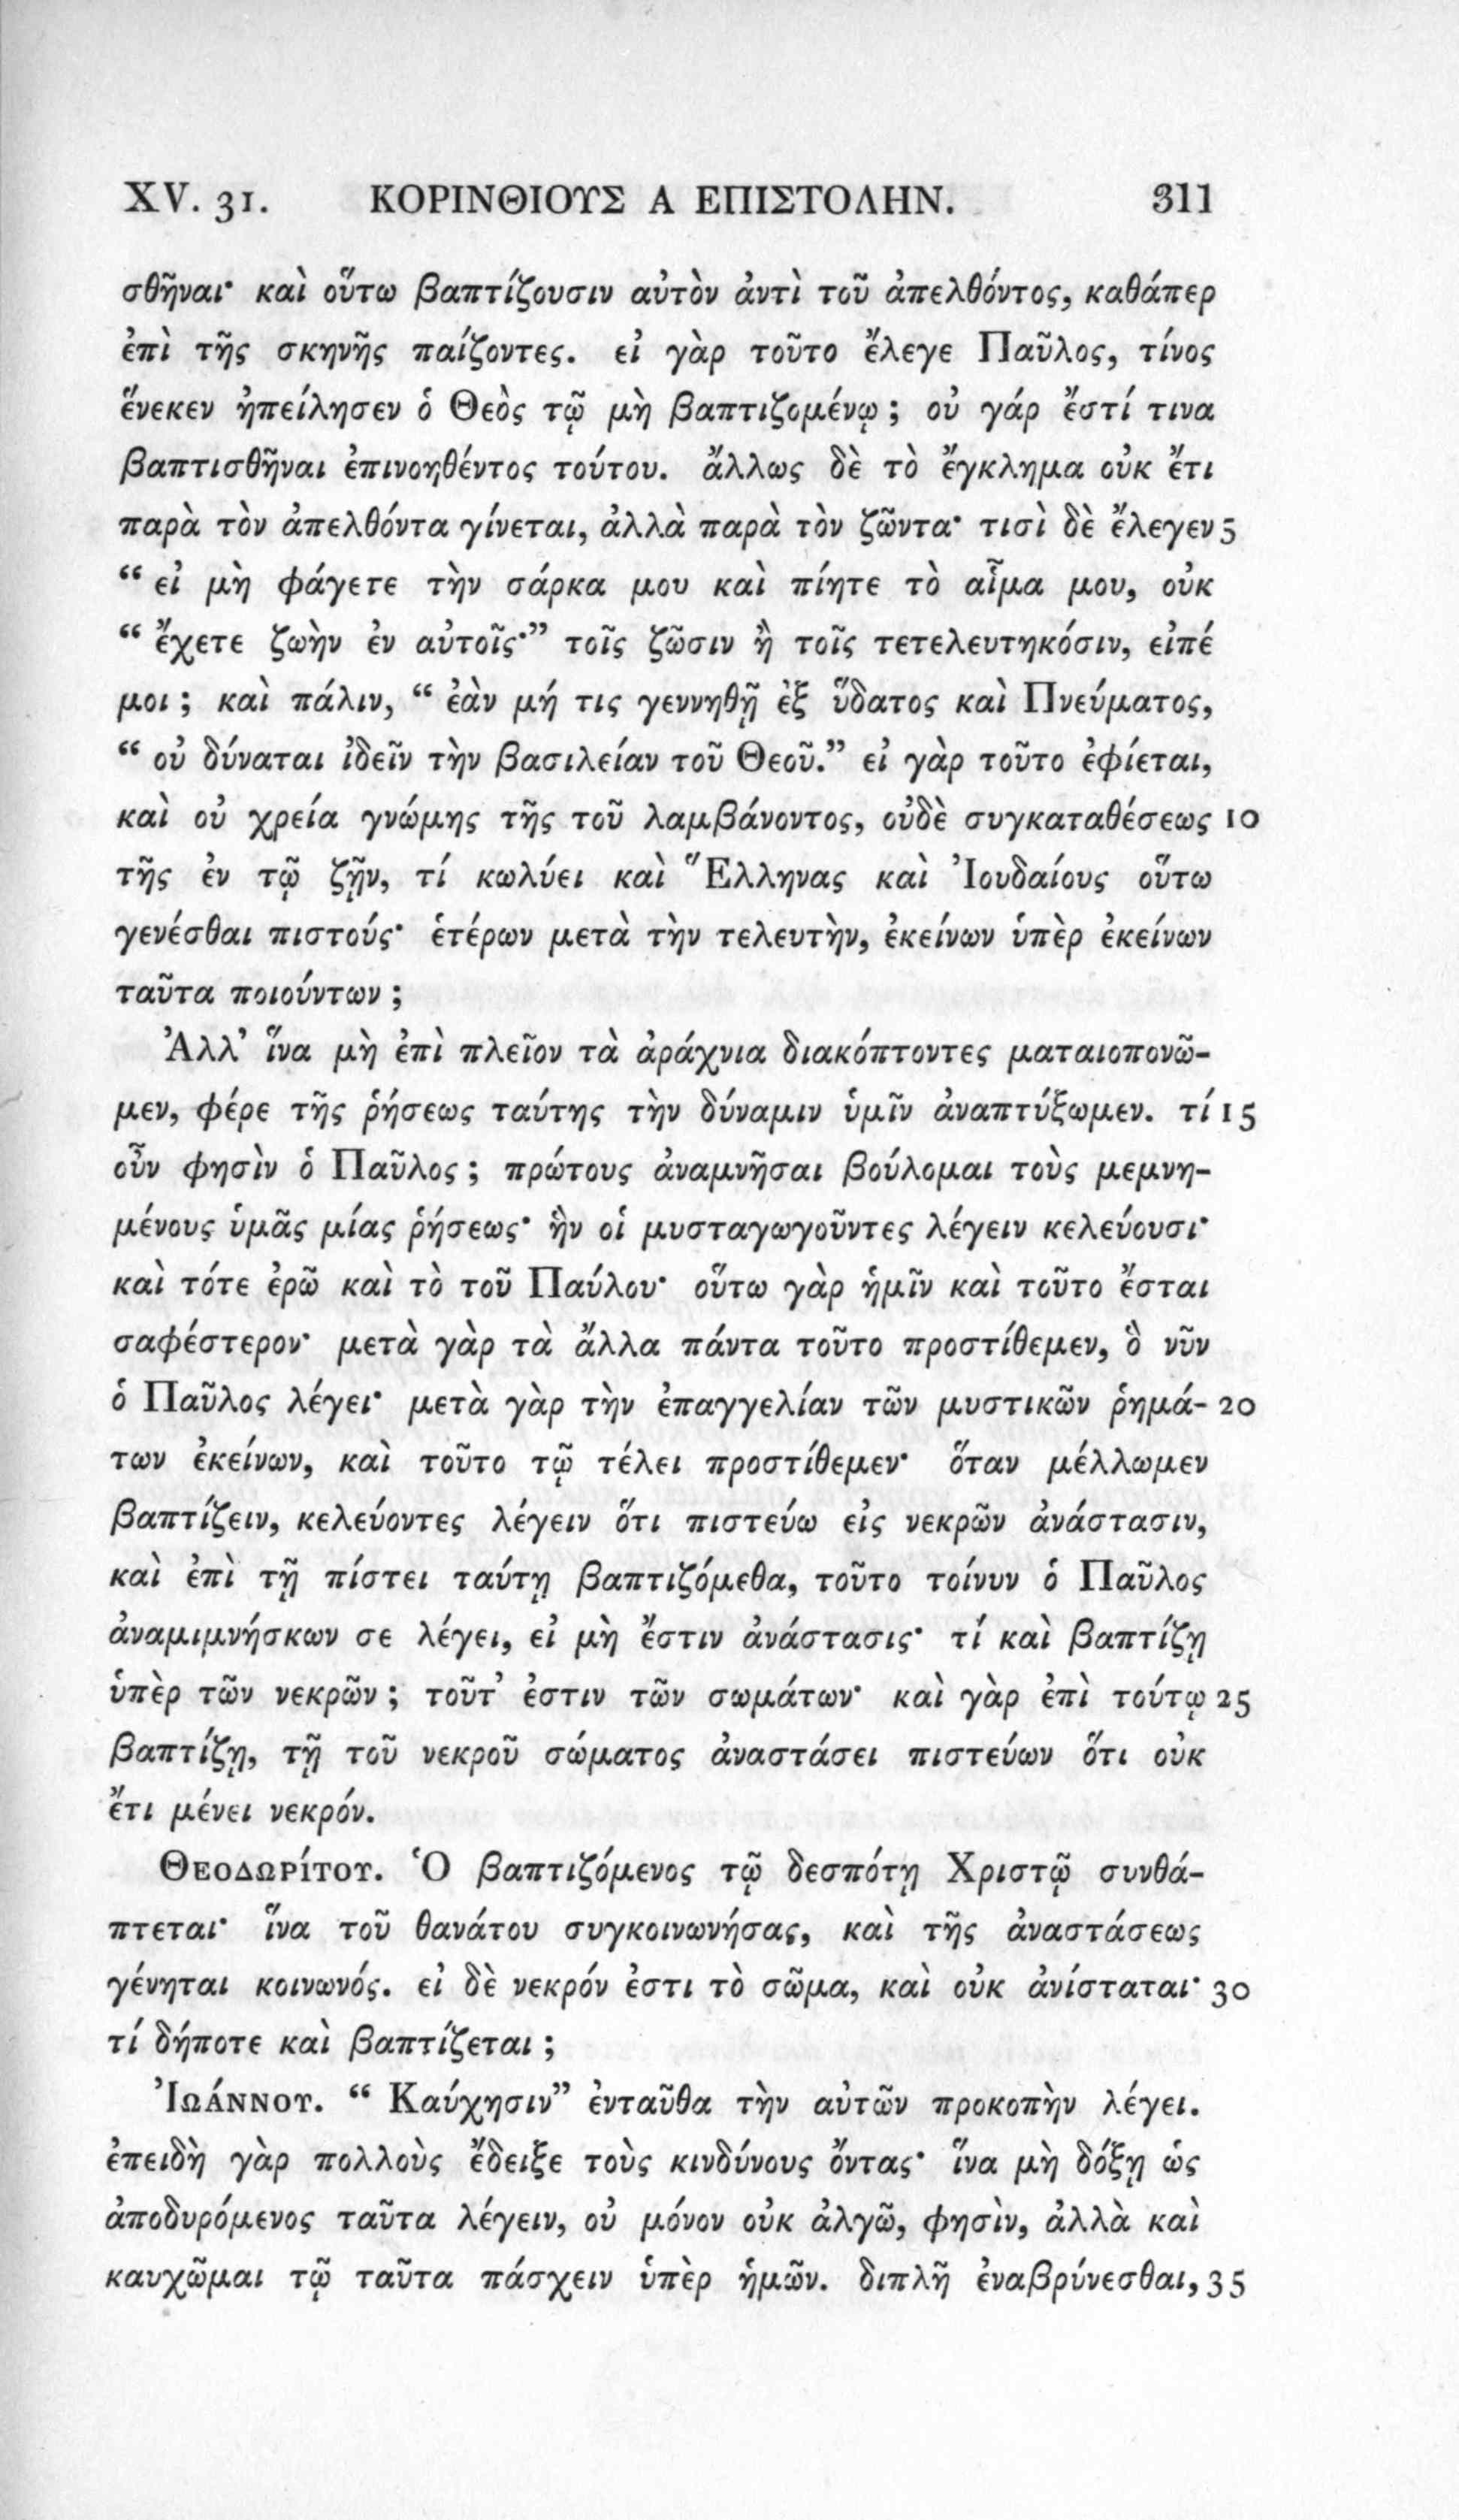 XV. 31. ΚΟΡΙΝΘΙΟΥΣ Α ΕΠΙΣΤΟΛΗΝ. 311
σθῆναι· καὶ οὕτω βαπτίζουσιν αὐτὸν ἀντὶ τοῦ ἀπελθόντος, καθάπερ
ἐπὶ τῆς σκηνῆς παίζοντες. εἰ γὰρ τοῦτο ἔλεγε Παῦλος, τίνος
ἕνεκεν ἠπείλησεν ὁ Θεὸς τῷ μὴ βαπτιζομένῳ; οὐ γάρ ἔστί τινα
βαπτισθῆναι ἐπινοηθέντος τούτου. ἄλλως δὲ τὸ ἔγκλημα οὐκ ἔτι
παρὰ τὸν ἀπελθόντα γίνεται, ἀλλὰ παρὰ τὸν ζῶντα· τισὶ δὲ ἔλεγεν 5
“ εἰ μὴ φάγετε τὴν σάρκα μου καὶ πίητε τὸ αἷμα μου, οὐκ
“ ἔχετε ζωὴν ἐν αὐτοῖς·” τοῖς ζῶσιν ἢ τοῖς τετελευτηκόσιν, εἰπέ
μοι; καὶ πάλιν, “ ἐὰν μή τις γεννηθῇ ἐξ ὕδατος καὶ Πνεύματος,
“ οὐ δύναται ἰδεῖν τὴν βασιλείαν τοῦ Θεοῦ.” εἰ γὰρ τοῦτο ἐφίεται,
καὶ οὐ χρεία γνώμης τῆς τοῦ λαμβάνοντος, οὐδὲ συγκαταθέσεως 10
τῆς ἐν τῷ ζῇν, τί κωλύει καὶ Ἕλληνας καὶ Ἰουδαίους οὕτω
γενέσθαι πιστούς· ἑτέρων μετὰ τὴν τελευτὴν, ἐκείνων ὑπὲρ ἐκείνων
ταῦτα ποιούντων;
Ἀλλ’ ἵνα μὴ ἐπὶ πλεῖον τὰ ἀράχνια διακόπτοντες ματαιοπονῶ-
μεν, φέρε τῆς ῥήσεως ταύτης τὴν δύναμιν ὑμῖν ἀναπτύξωμεν. τί 15
οὖν φησὶν ὁ Παῦλος; πρώτους ἀναμνῆσαι βούλομαι τοὺς μεμνη-
μένους ὑμᾶς μίας ῥήσεως· ἣν οἱ μυσταγωγοῦντες λέγειν κελεύουσι·
καὶ τότε ἐρῶ καὶ τὸ τοῦ Παύλου· οὕτω γὰρ ἡμῖν καὶ τοῦτο ἔσται
σαφέστερον· μετὰ γὰρ τὰ ἄλλα πάντα τοῦτο προστίθεμεν, ὃ νῦν
ὁ Παῦλος λέγει· μετὰ γὰρ τὴν ἐπαγγελίαν τῶν μυστικῶν ῥημά- 20
των ἐκείνων, καὶ τοῦτο τῷ τέλει προστίθεμεν· ὅταν μέλλωμεν
βαπτίζειν, κελεύοντες λέγειν ὅτι πιστεύω εἰς νεκρῶν ἀνάστασιν,
καὶ ἐπὶ τῇ πίστει ταύτῃ βαπτιζόμεθα, τοῦτο τοίνυν ὁ Παῦλος
ἀναμιμνήσκων σε λέγει, εἰ μὴ ἔστιν ἀνάστασις· τί καὶ βαπτίζῃ
ὑπὲρ τῶν νεκρῶν; τοῦτ’ ἐστιν τῶν σωμάτων· καὶ γὰρ ἐπὶ τούτῳ 25
βαπτίζῃ, τῇ τοῦ νεκροῦ σώματος ἀναστάσει πιστεύων ὅτι οὐκ
ἔτι μένει νεκρόν.
Θεοδωρίτου. Ὁ βαπτιζόμενος τῷ δεσπότῃ Χριστῷ συνθά-
πτεται· ἵνα τοῦ θανάτου συγκοινωνήσας, καὶ τῆς ἀναστάσεως
γένηται κοινωνός. εἰ δὲ νεκρόν ἐστι τὸ σῶμα, καὶ οὐκ ἀνίσταται· 30
τί δήποτε καὶ βαπτίζεται;
Ἰωάννου. “ Καύχησιν” ἐνταῦθα τὴν αὐτῶν προκοπὴν λέγει.
ἐπειδὴ γὰρ πολλοὺς ἔδειξε τοὺς κινδύνους ὄντας· ἵνα μὴ δόξῃ ὡς
ἀποδυρόμενος ταῦτα λέγειν, οὐ μόνον οὐκ ἀλγῶ, φησὶν, ἀλλὰ καὶ
καυχῶμαι τῷ ταῦτα πάσχειν ὑπὲρ ἡμῶν. διπλῆ ἐναβρύνεσθαι, 35